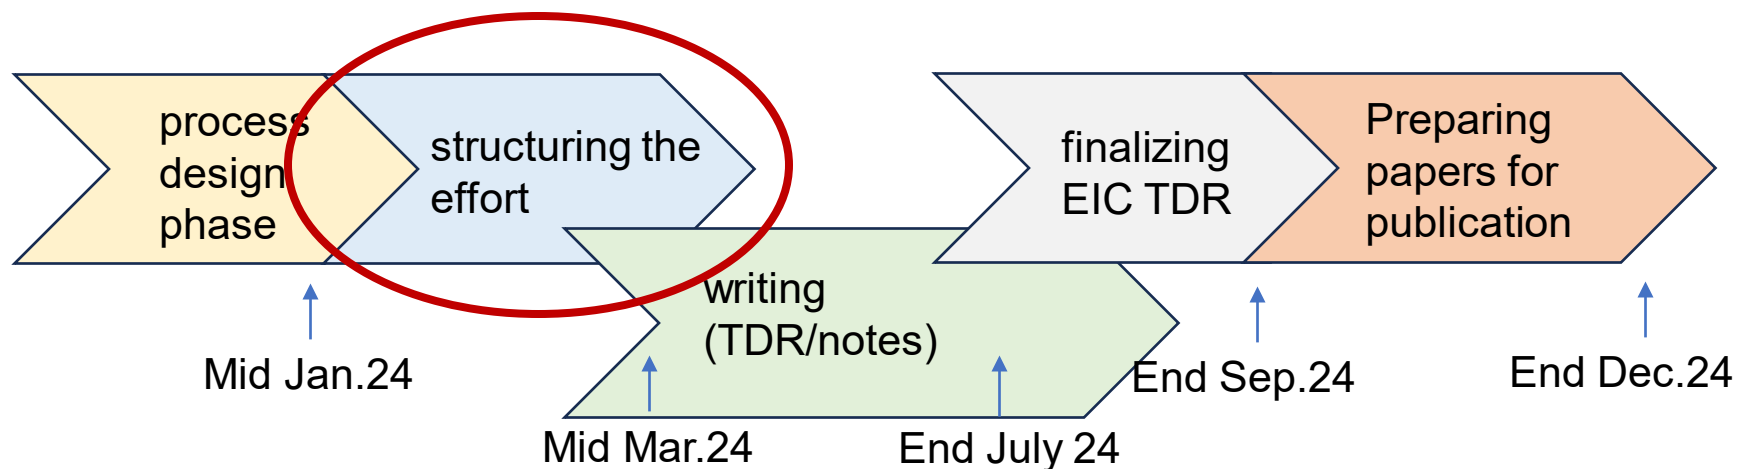 process
design
phase
structuring the
effort
writing
(TDR/notes)
finalizing
EIC TDR
Preparing
papers for
publication
Mid Jan.24
Mid Mar.24
End July 24
End Sep.24
End Dec.24